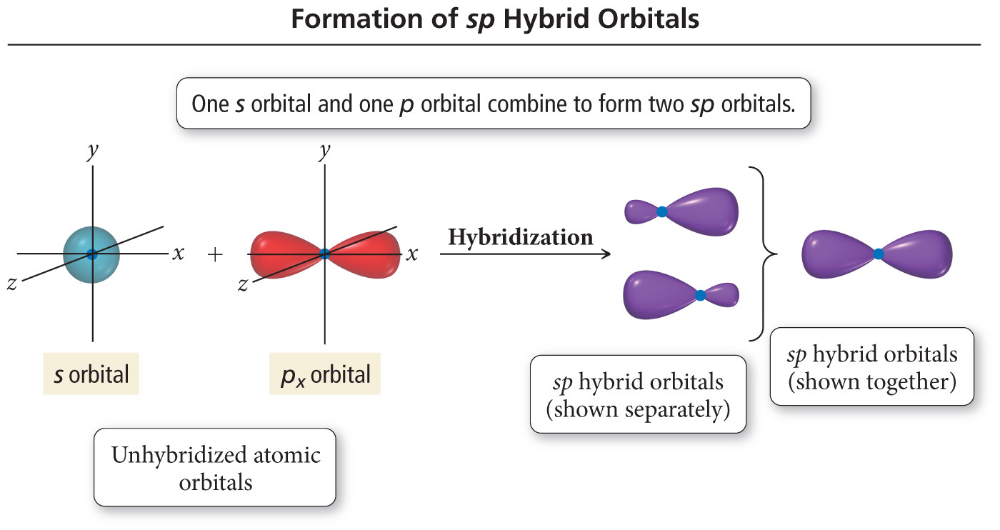 Formation of sp Hybrid Orbitals
One s orbital and one p orbital combine to form two sp orbitals.
y
x
z
+
y
x
z
Hybridization
s orbital
px orbital
sp hybrid orbitals
(shown separately)
sp hybrid orbitals
(shown together)
Unhybridized atomic
orbitals